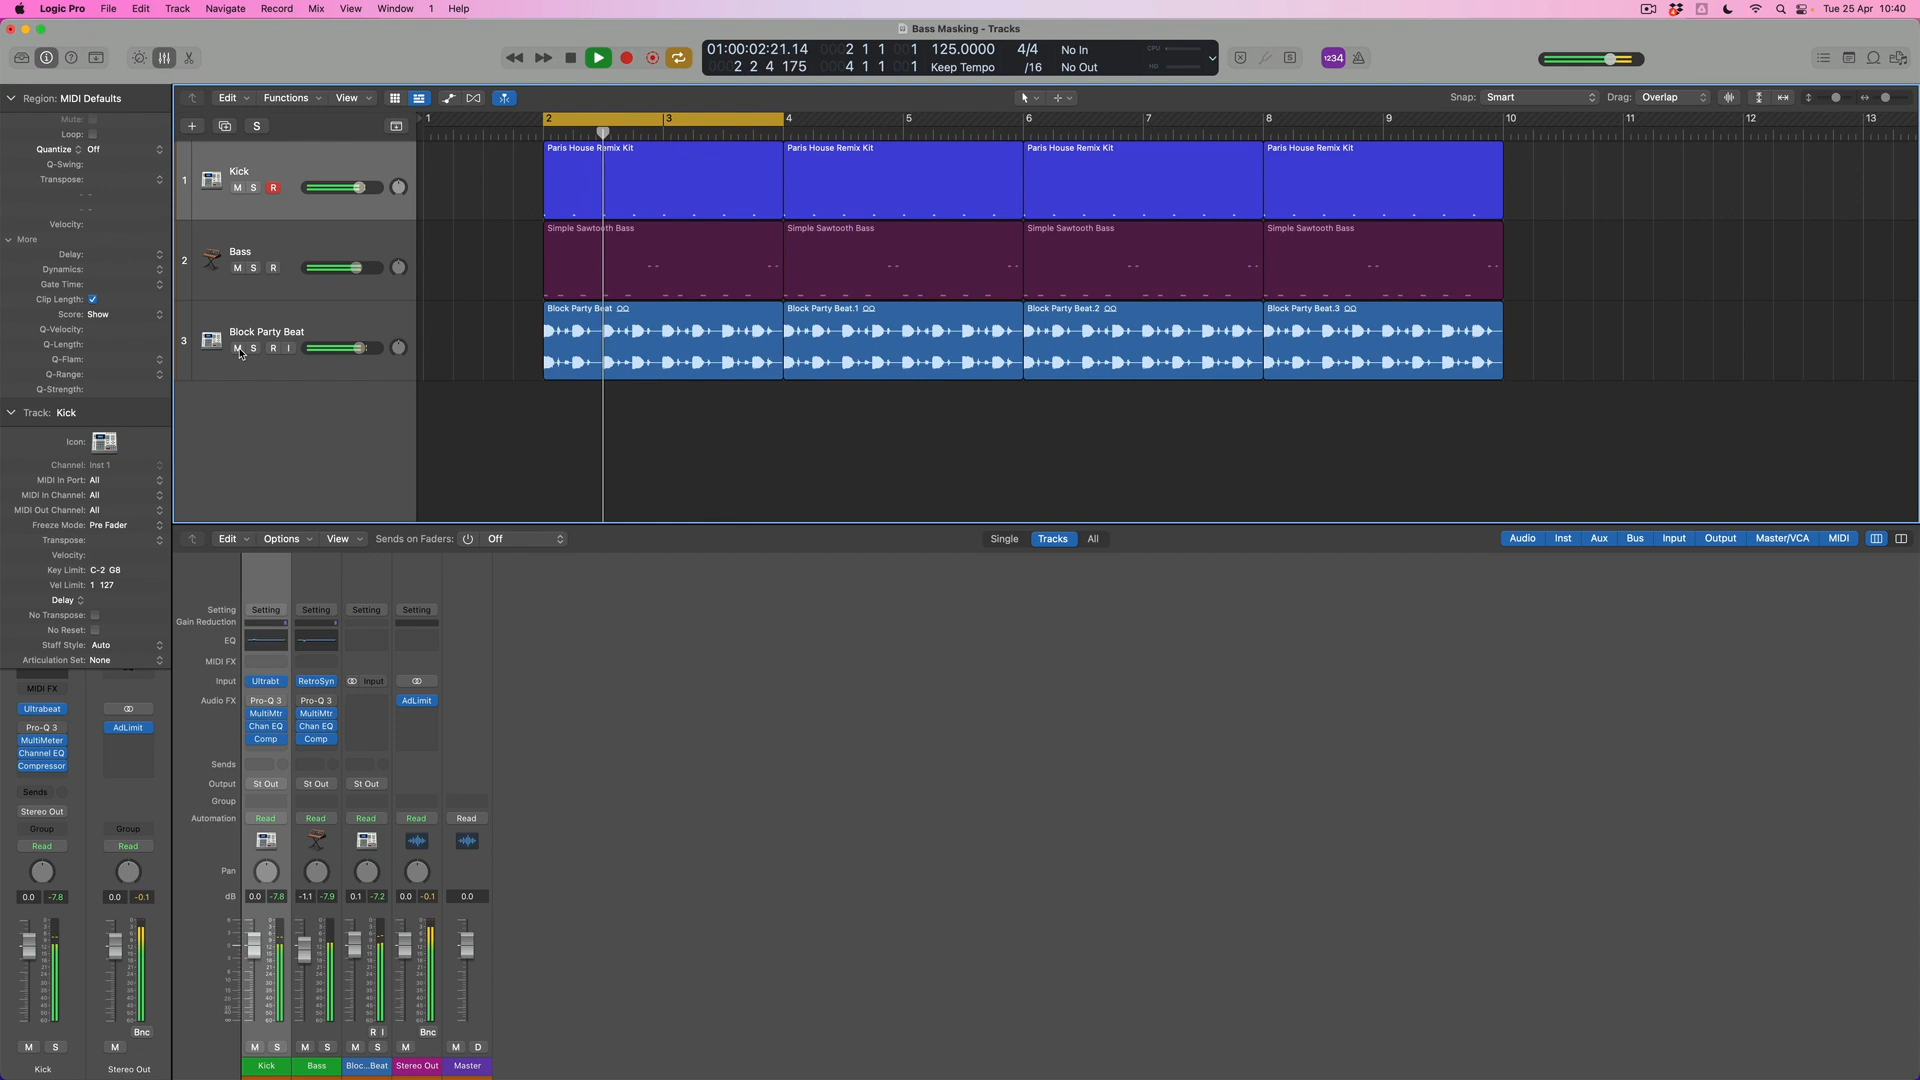 Logic Pro File Edit Track Navigate Record Mix View Window 1 Help Tue 25 Apr 10:40
Bass Masking - Tracks
01:00:02:21.14 0002 1 1 001 125.0000 4/4 No In CPU
2 2 4 175 0004 1 1 001 Keep Tempo /16 No Out HD
1234
Region: MIDI Defaults
Edit Functions View Snap: Smart Drag: Overlap
Mute:
Loop:
Quantize Off
Q-Swing:
Transpose:
Velocity:
More
Delay:
Dynamics:
Gate Time:
Clip Length:
Score: Show
Q-Velocity:
Q-Length:
Q-Flam:
Q-Range:
Q-Strength:
S
1 2 3 4 5 6 7 8 9 10 11 12 13
1 Kick
M S R
Paris House Remix Kit Paris House Remix Kit Paris House Remix Kit Paris House Remix Kit
2 Bass
M S R
Simple Sawtooth Bass Simple Sawtooth Bass Simple Sawtooth Bass Simple Sawtooth Bass
3 Block Party Beat
M S R I
Block Party Beat Block Party Beat.1 Block Party Beat.2 Block Party Beat.3
Track: Kick
Icon:
Channel: Inst 1
MIDI In Port: All
MIDI In Channel: All
MIDI Out Channel: All
Freeze Mode: Pre Fader
Transpose:
Velocity:
Key Limit: C-2 G8
Vel Limit: 1 127
Delay
No Transpose:
No Reset:
Staff Style: Auto
Articulation Set: None
MIDI FX
Ultrabeat
Pro-Q 3 AdLimit
MultiMeter
Channel EQ
Compressor
Sends
Stereo Out
Group Group
Read Read
0.0 -7.8 0.0 -0.1
Bnc
M S M
Kick Stereo Out
Edit Options View Sends on Faders: Off Single Tracks All Audio Inst Aux Bus Input Output Master/VCA MIDI
Setting Setting Setting Setting Setting
Gain Reduction
EQ
MIDI FX
Input Ultrabt RetroSyn Input
Audio FX Pro-Q 3 Pro-Q 3 AdLimit
MultiMtr MultiMtr
Chan EQ Chan EQ
Comp Comp
Sends
Output St Out St Out St Out
Group
Automation Read Read Read Read Read
Pan
dB 0.0 -7.8 -1.1 -7.9 0.1 -7.2 0.0 -0.1 0.0
R I Bnc
M S M S M S M M D
Kick Bass Bloc...Beat Stereo Out Master